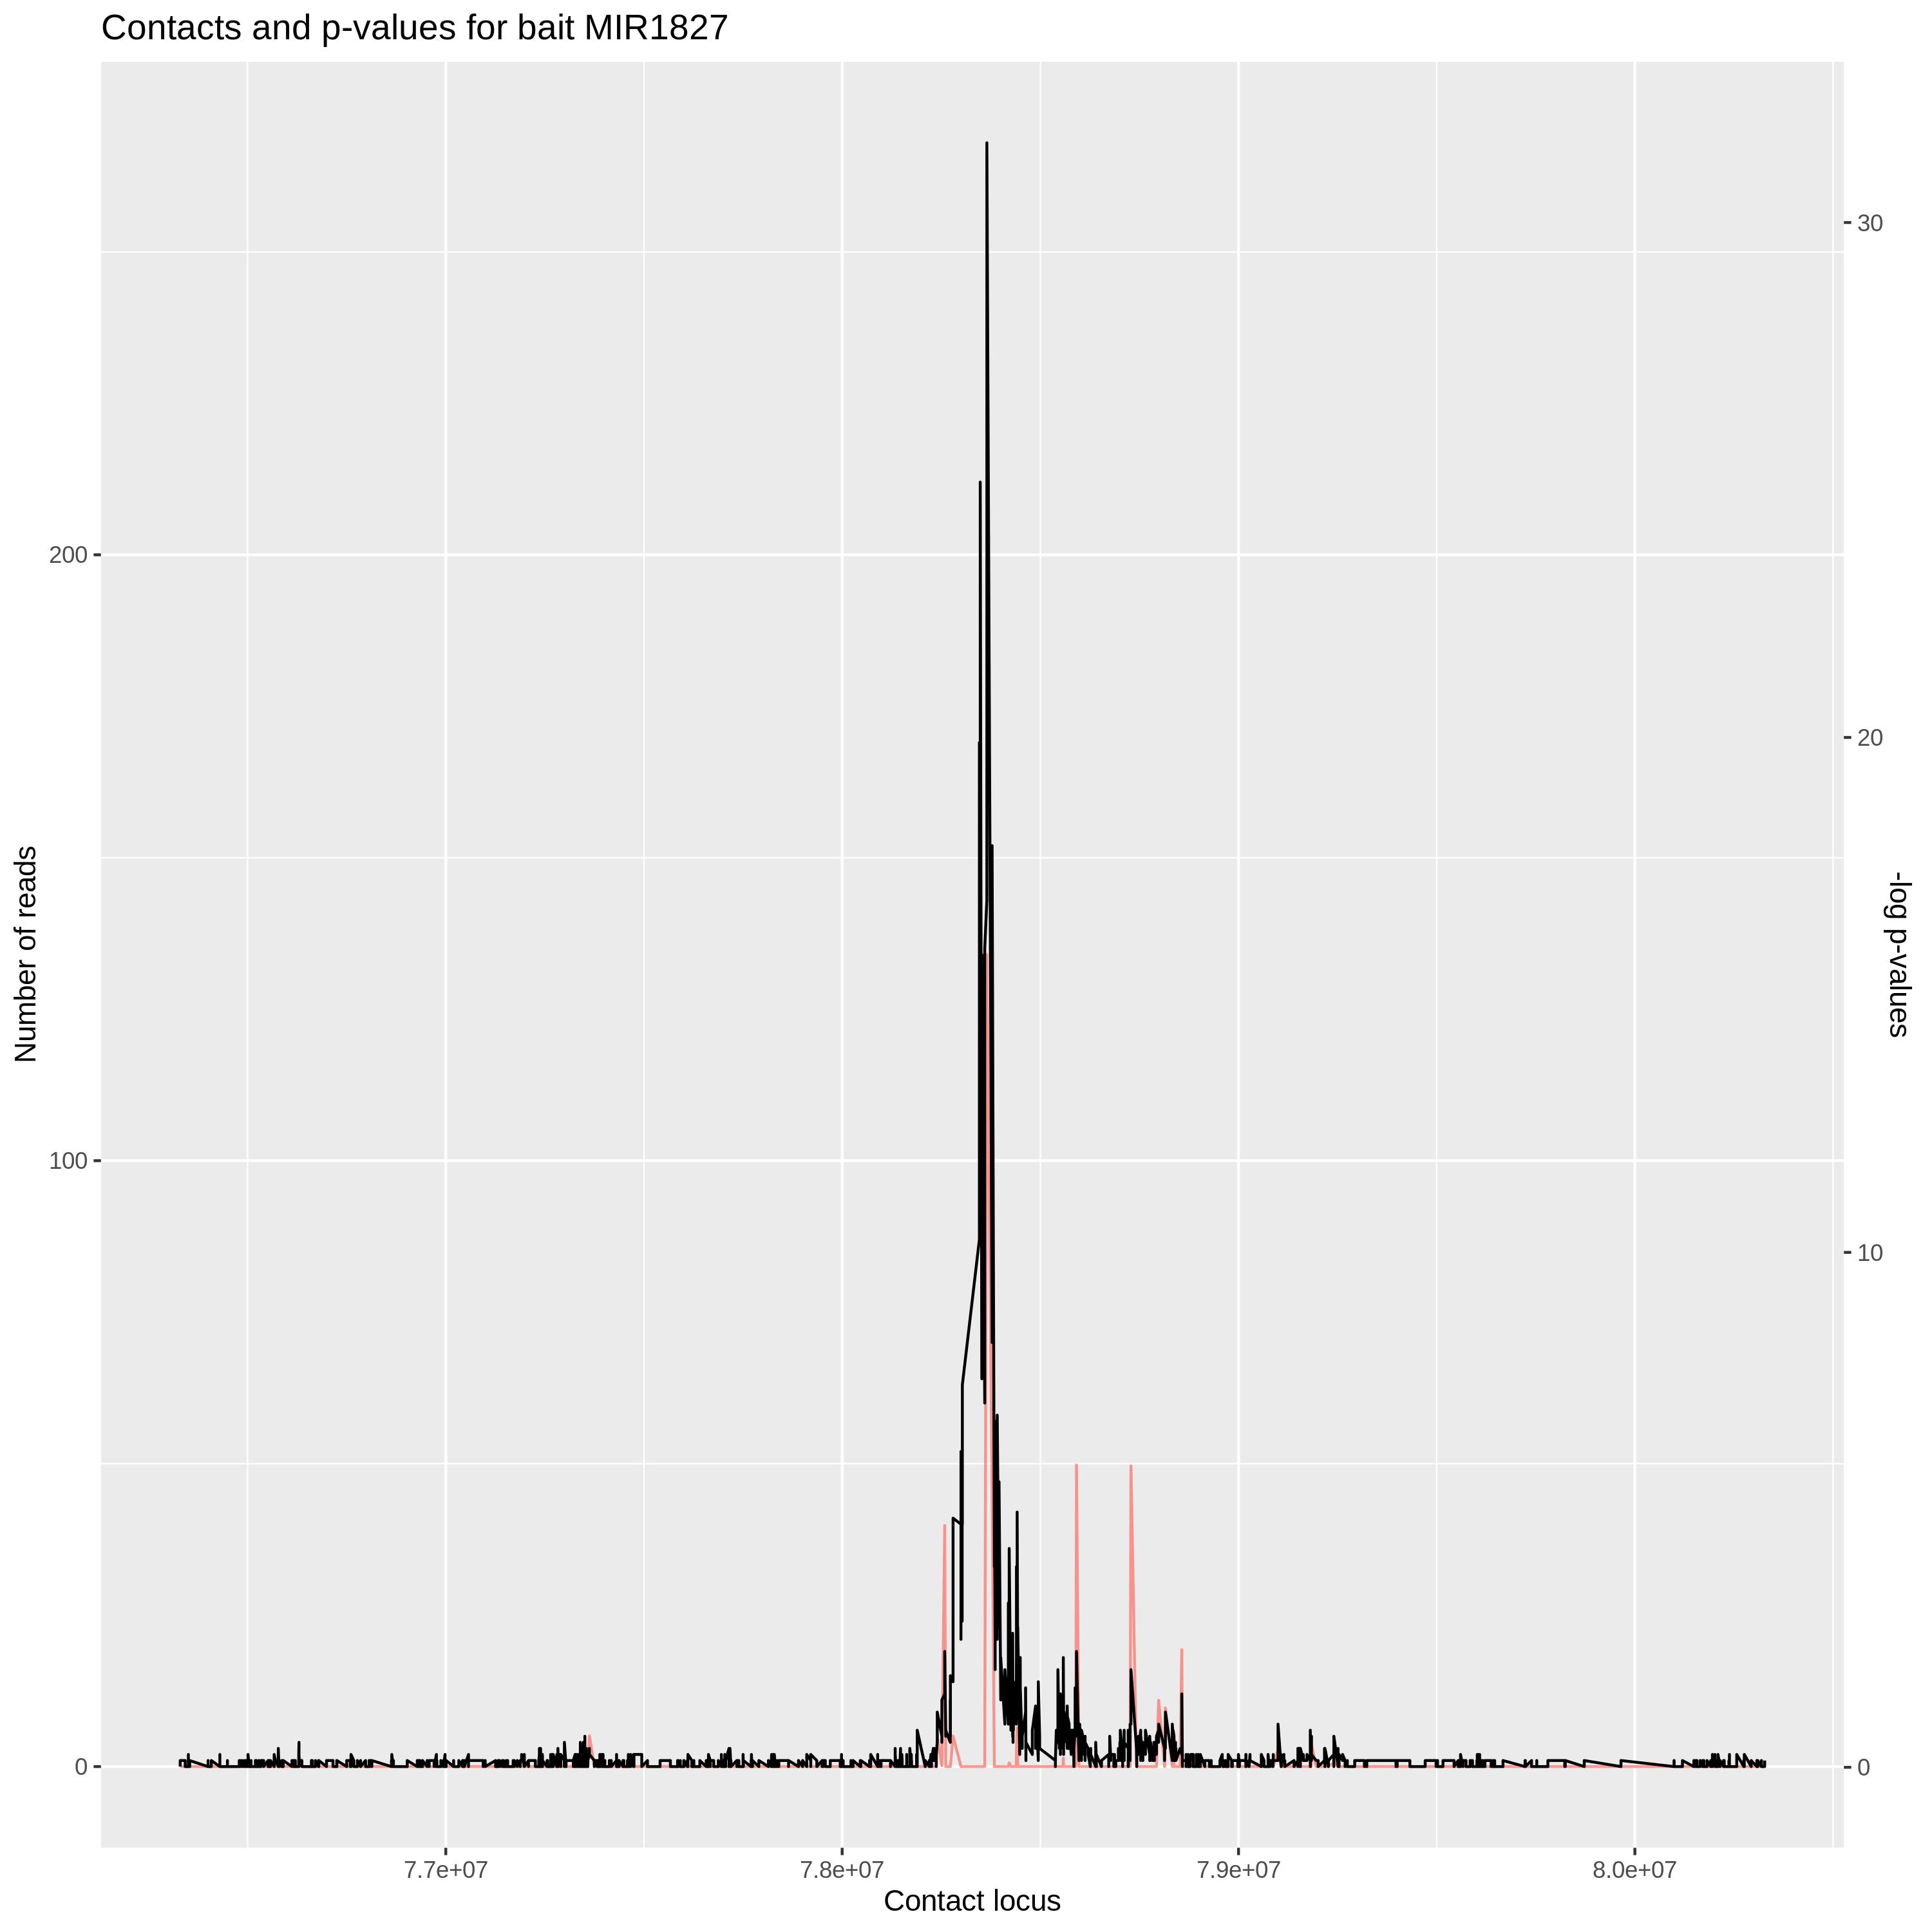 Contacts and p-values for bait MIR1827
30
200
20
Number of reads
-log p-values
100
10
0
0
7.7e+07
7.8e+07
7.9e+07
8.0e+07
Contact locus